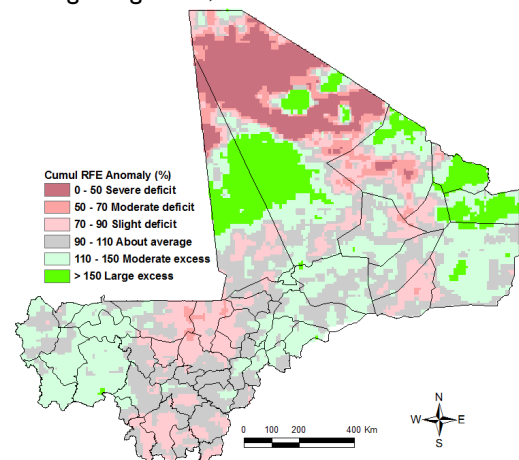 Cumul RFE Anomaly (%)
0 - 50 Severe deficit
50 - 70 Moderate deficit
70 - 90 Slight deficit
90 - 110 About average
110 - 150 Moderate excess
> 150 Large excess
N
W E
S
0 100 200 400 Km